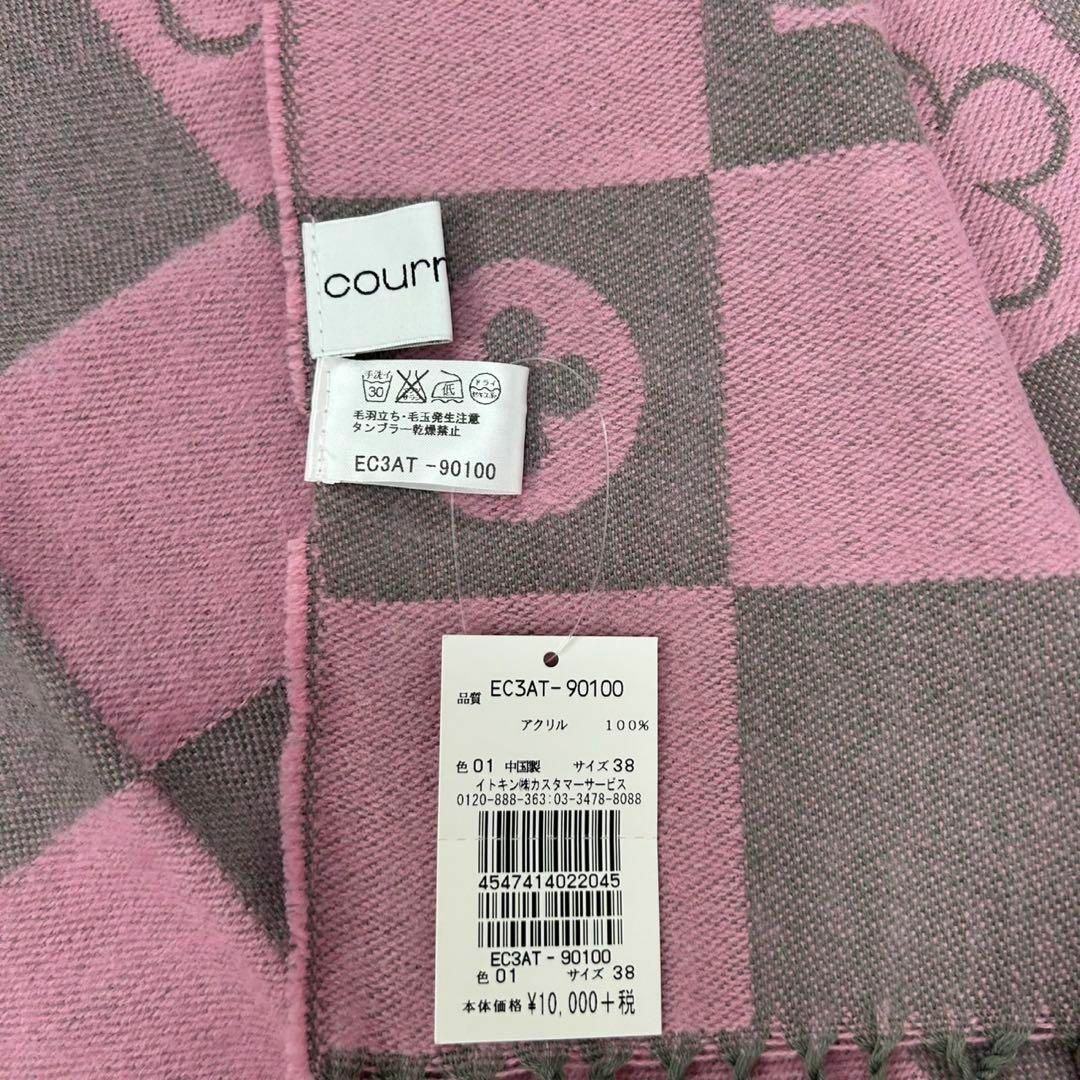 courr
手洗イ
30
低
ドライ
毛羽立ち・毛玉発生注意
タンブラー乾燥禁止
EC3AT-90100
品質 EC3AT-90100
アクリル 100%
色 01 中国製 サイズ 38
イトキン㈱カスタマーサービス
0120-888-363:03-3478-8088
4547414022045
EC3AT-90100
色 01 サイズ 38
本体価格 ¥10,000+税